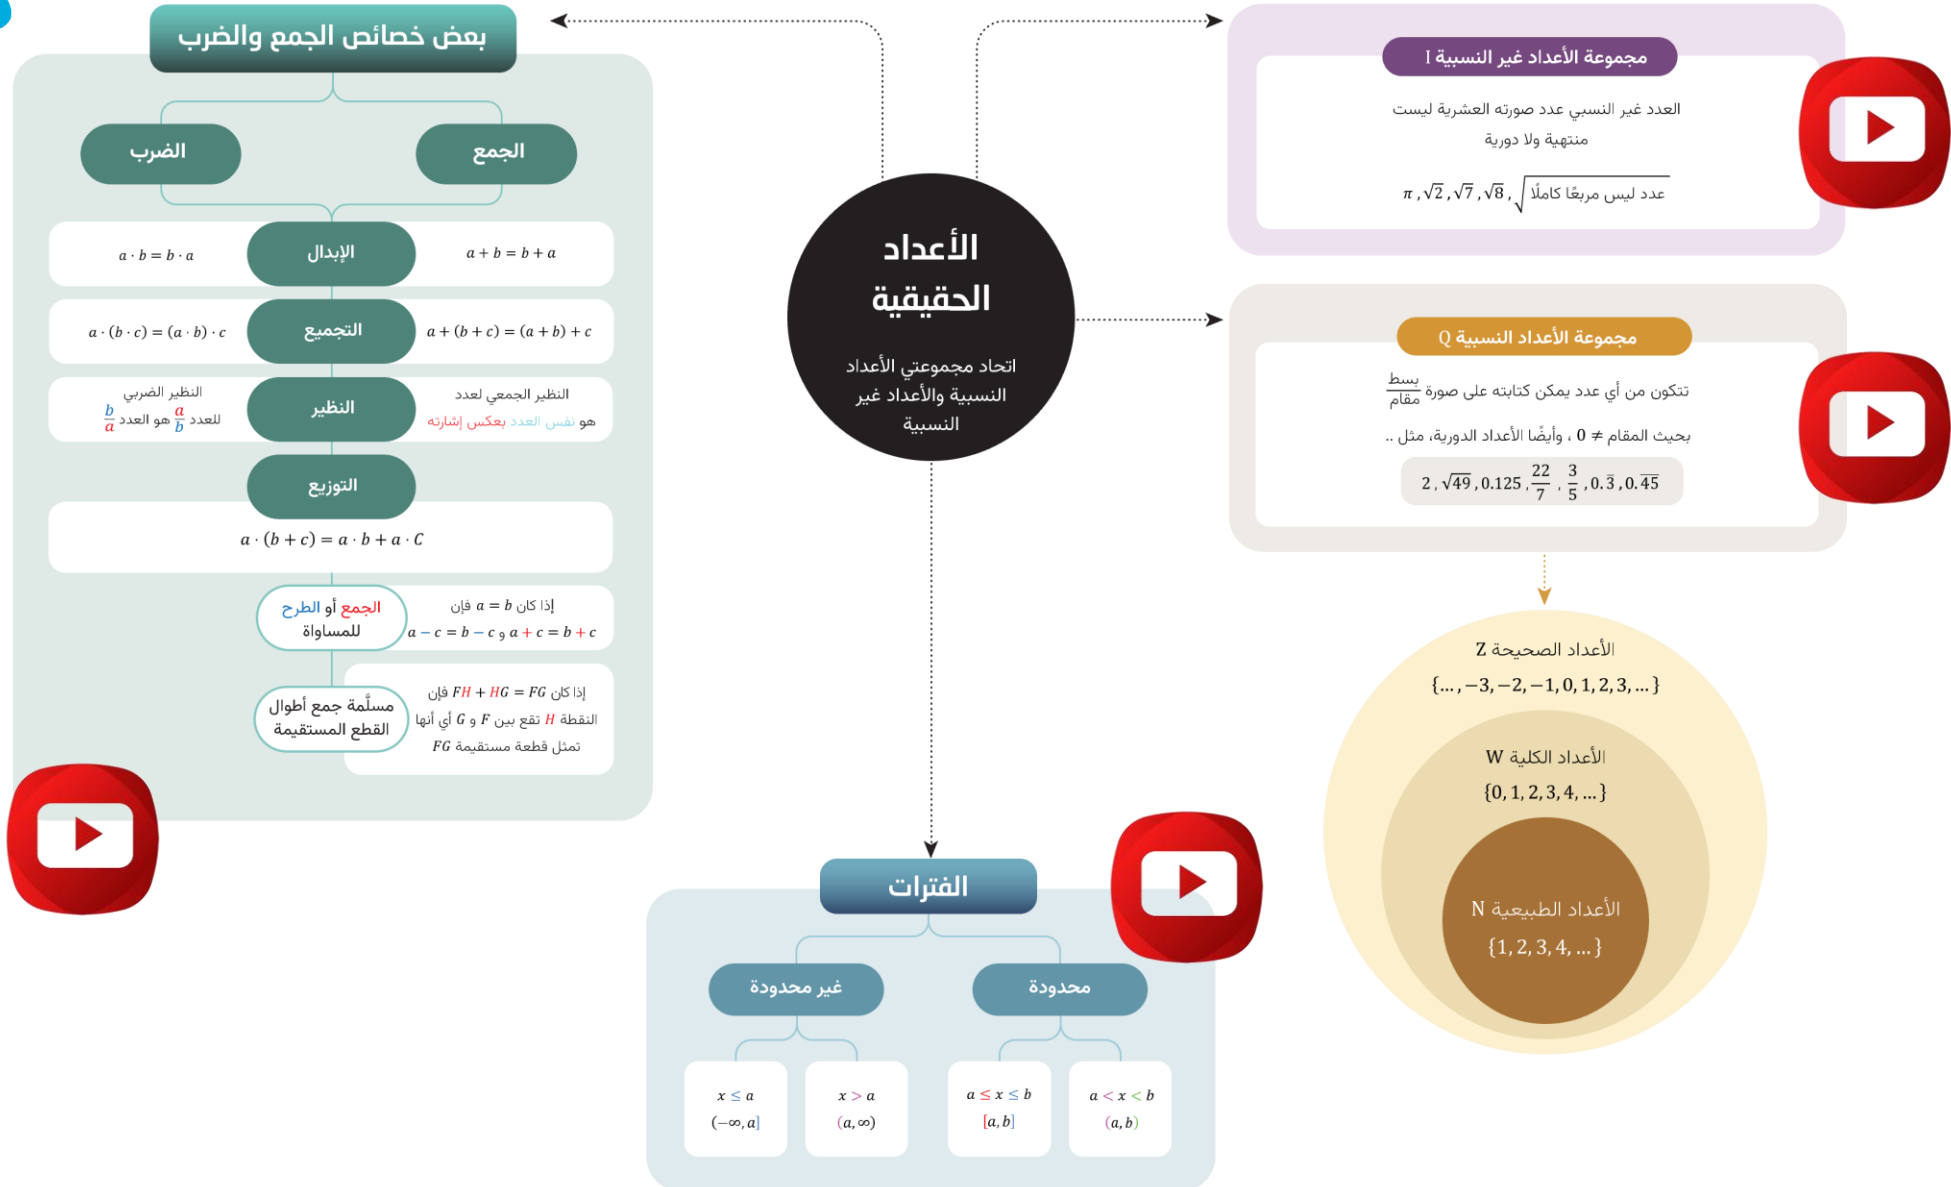 الأعداد
الحقيقية
اتحاد مجموعتي الأعداد
النسبية والأعداد غير
النسبية
مجموعة الأعداد غير النسبية I
العدد غير النسبي عدد صورته العشرية ليست
منتهية ولا دورية
π , √2 , √7 , √8 , √عدد ليس مربعًا كاملًا
مجموعة الأعداد النسبية Q
تتكون من أي عدد يمكن كتابته على صورة بسط/مقام
بحيث المقام ≠ 0 ، وأيضًا الأعداد الدورية، مثل ..
2 , √49 , 0.125 , 22/7 , 3/5 , 0.3̅ , 0.4̅5̅
الأعداد الصحيحة Z
{... , −3, −2, −1, 0, 1, 2, 3, ... }
الأعداد الكلية W
{0, 1, 2, 3, 4, ... }
الأعداد الطبيعية N
{1, 2, 3, 4, ... }
بعض خصائص الجمع والضرب
الجمع
الضرب
a + b = b + a
الإبدال
a · b = b · a
a + (b + c) = (a + b) + c
التجميع
a · (b · c) = (a · b) · c
النظير الجمعي لعدد
هو نفس العدد بعكس إشارته
النظير
النظير الضربي
للعدد a/b هو العدد b/a
التوزيع
a · (b + c) = a · b + a · C
الجمع أو الطرح
للمساواة
إذا كان a = b فإن
a + c = b + c و a − c = b − c
مسلَّمة جمع أطوال
القطع المستقيمة
إذا كان FH + HG = FG فإن
النقطة H تقع بين F و G أي أنها
تمثل قطعة مستقيمة FG
الفترات
محدودة
a < x < b
(a, b)
a ≤ x ≤ b
[a, b]
غير محدودة
x > a
(a, ∞)
x ≤ a
(−∞, a]